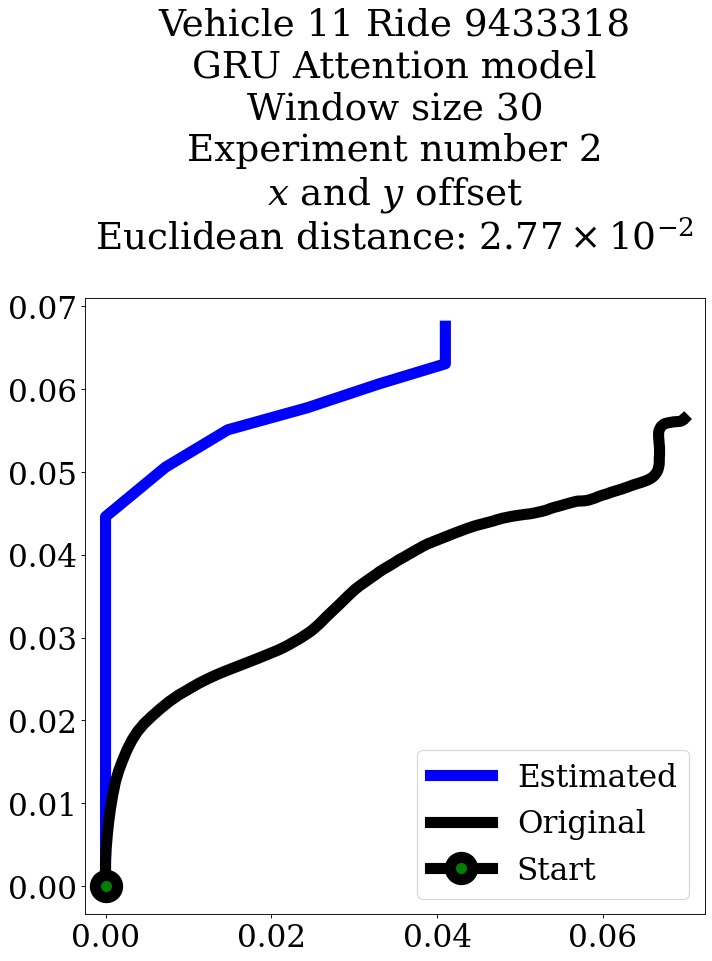 Vehicle 11 Ride 9433318
GRU Attention model
Window size 30
Experiment number 2
x and y offset
Euclidean distance: 2.77 × 10⁻²
0.07
0.06
0.05
0.04
0.03
0.02
0.01
0.00
0.00 0.02 0.04 0.06
Estimated
Original
Start